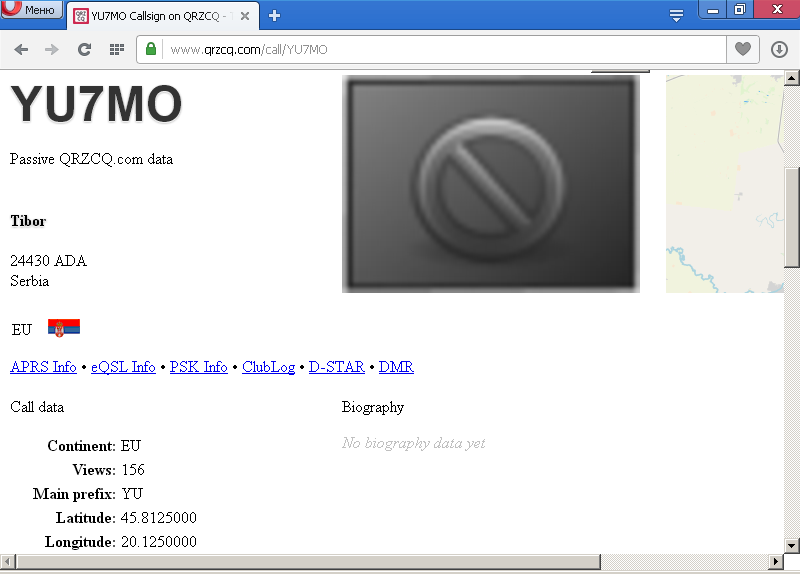 Меню
YU7MO Callsign on QRZCQ - T
www.qrzcq.com/call/YU7MO
YU7MO
Passive QRZCQ.com data
Tibor
24430 ADA
Serbia
EU
APRS Info • eQSL Info • PSK Info • ClubLog • D-STAR • DMR
Call data
Biography
No biography data yet
Continent: EU
Views: 156
Main prefix: YU
Latitude: 45.8125000
Longitude: 20.1250000